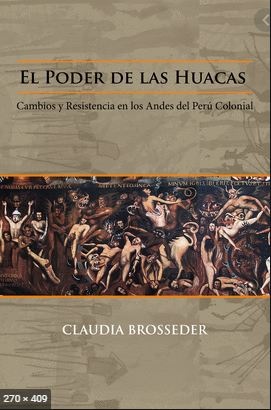 EL PODER DE LAS HUACAS
Cambios y Resistencia en los Andes del Perú Colonial
CLAUDIA BROSSEDER
270 × 409